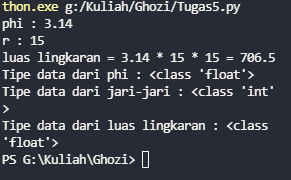 thon.exe g:/Kuliah/Ghozi/Tugas5.py
phi : 3.14
r : 15
luas lingkaran = 3.14 * 15 * 15 = 706.5
Tipe data dari phi : <class 'float'>
Tipe data dari jari-jari : <class 'int'
>
Tipe data dari luas lingkaran : <class
'float'>
PS G:\Kuliah\Ghozi>